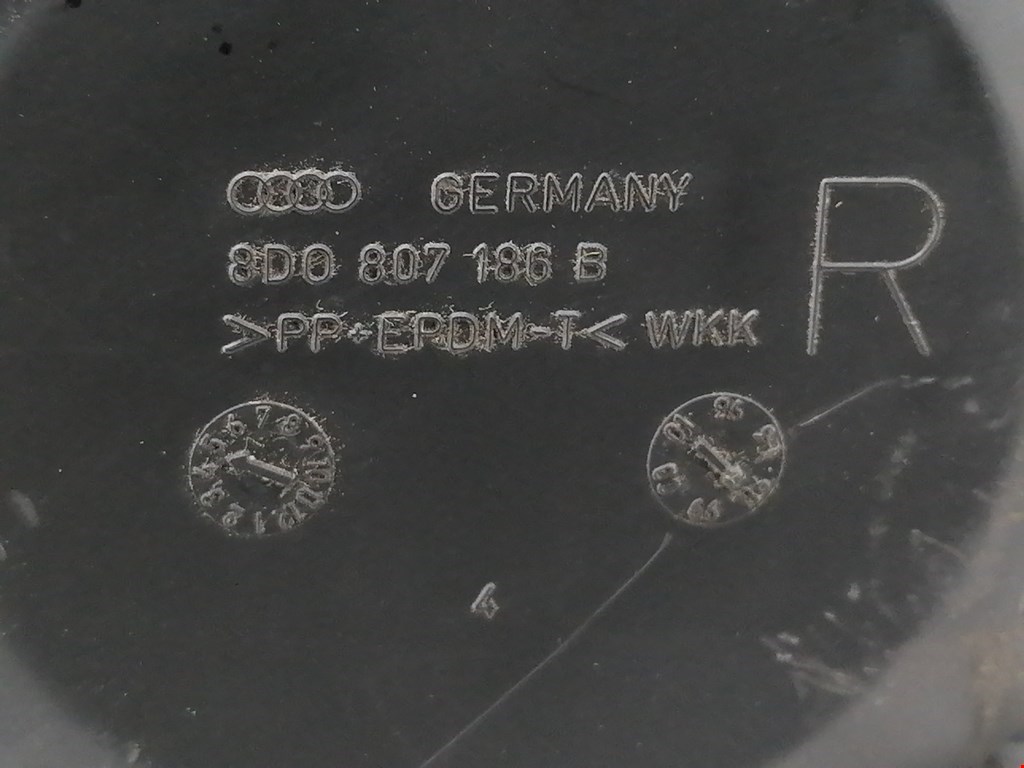 GERMANY
8D0 807 186 B
>PP+EPDM-T< WKK
R
4